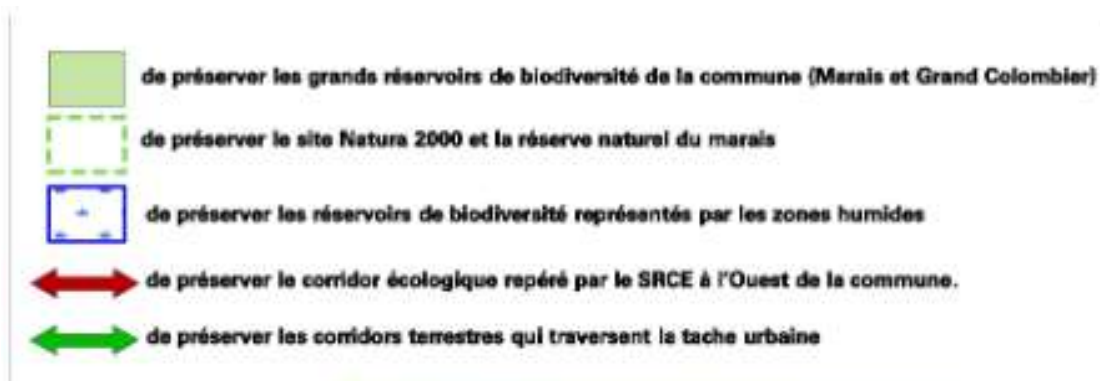 de préserver les grands réservoirs de biodiversité de la commune (Marais et Grand Colombier)
de préserver le site Natura 2000 et la réserve naturel du marais
de préserver les réservoirs de biodiversité représentés par les zones humides
de préserver le corridor écologique repéré par le SRCE à l'Ouest de la commune.
de préserver les corridors terrestres qui traversent la tache urbaine